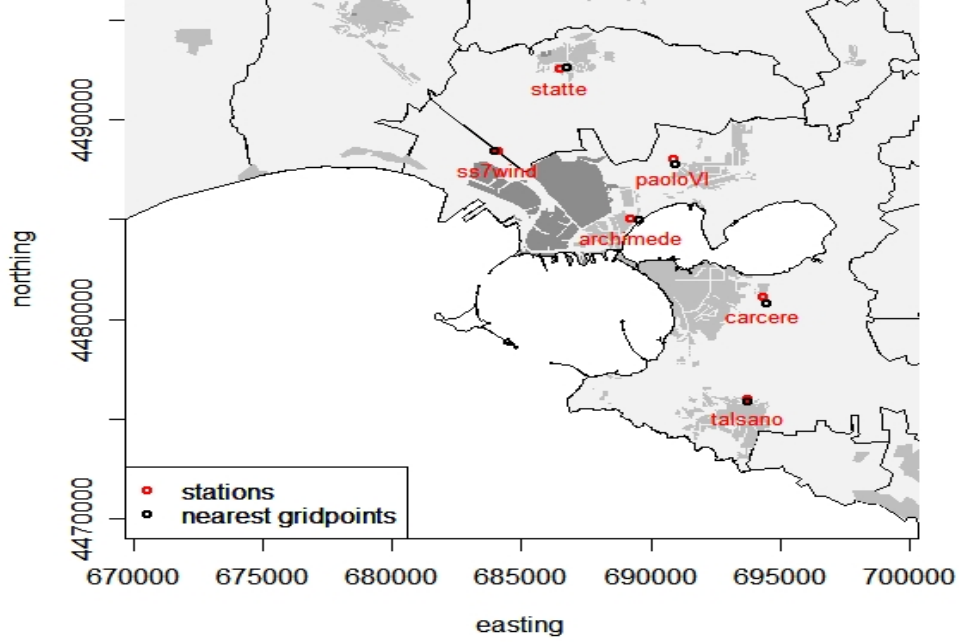 4490000
4480000
4470000
northing
statte
ss7wind
paoloVI
archimede
carcere
talsano
stations
nearest gridpoints
670000 675000 680000 685000 690000 695000 700000
easting